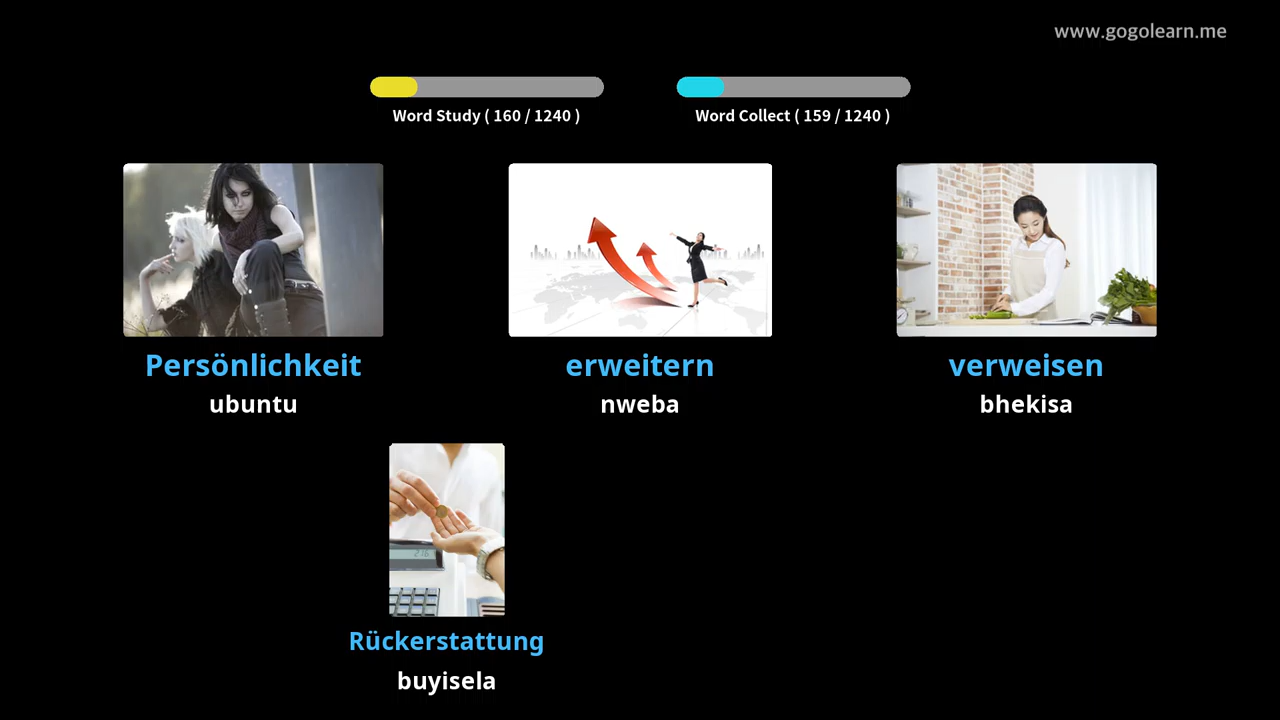 www.gogolearn.me
Word Study ( 160 / 1240 )
Word Collect ( 159 / 1240 )
Persönlichkeit
ubuntu
erweitern
nweba
verweisen
bhekisa
Rückerstattung
buyisela